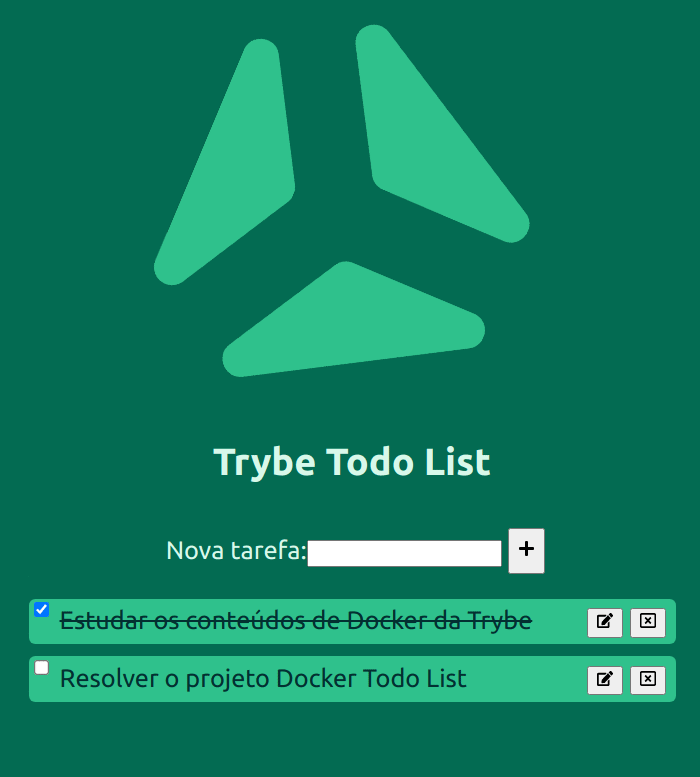 Trybe Todo List
Nova tarefa:
Estudar os conteúdos de Docker da Trybe
Resolver o projeto Docker Todo List